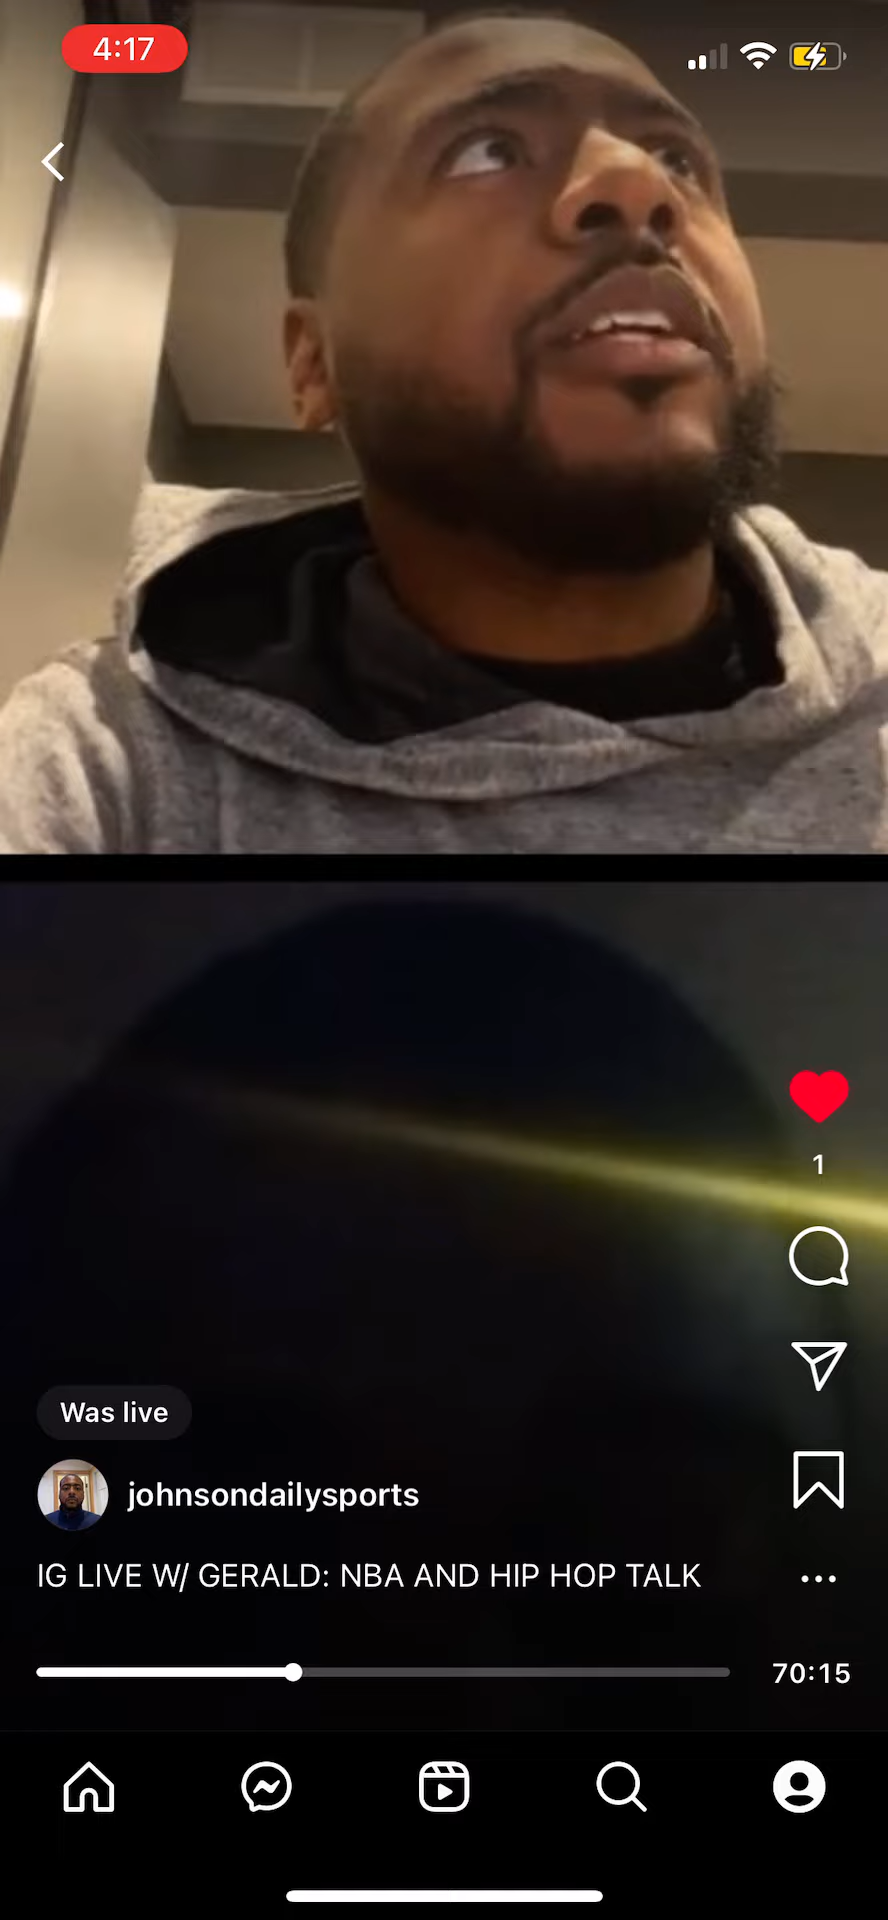 4:17
1
Was live
johnsondailysports
IG LIVE W/ GERALD: NBA AND HIP HOP TALK
70:15